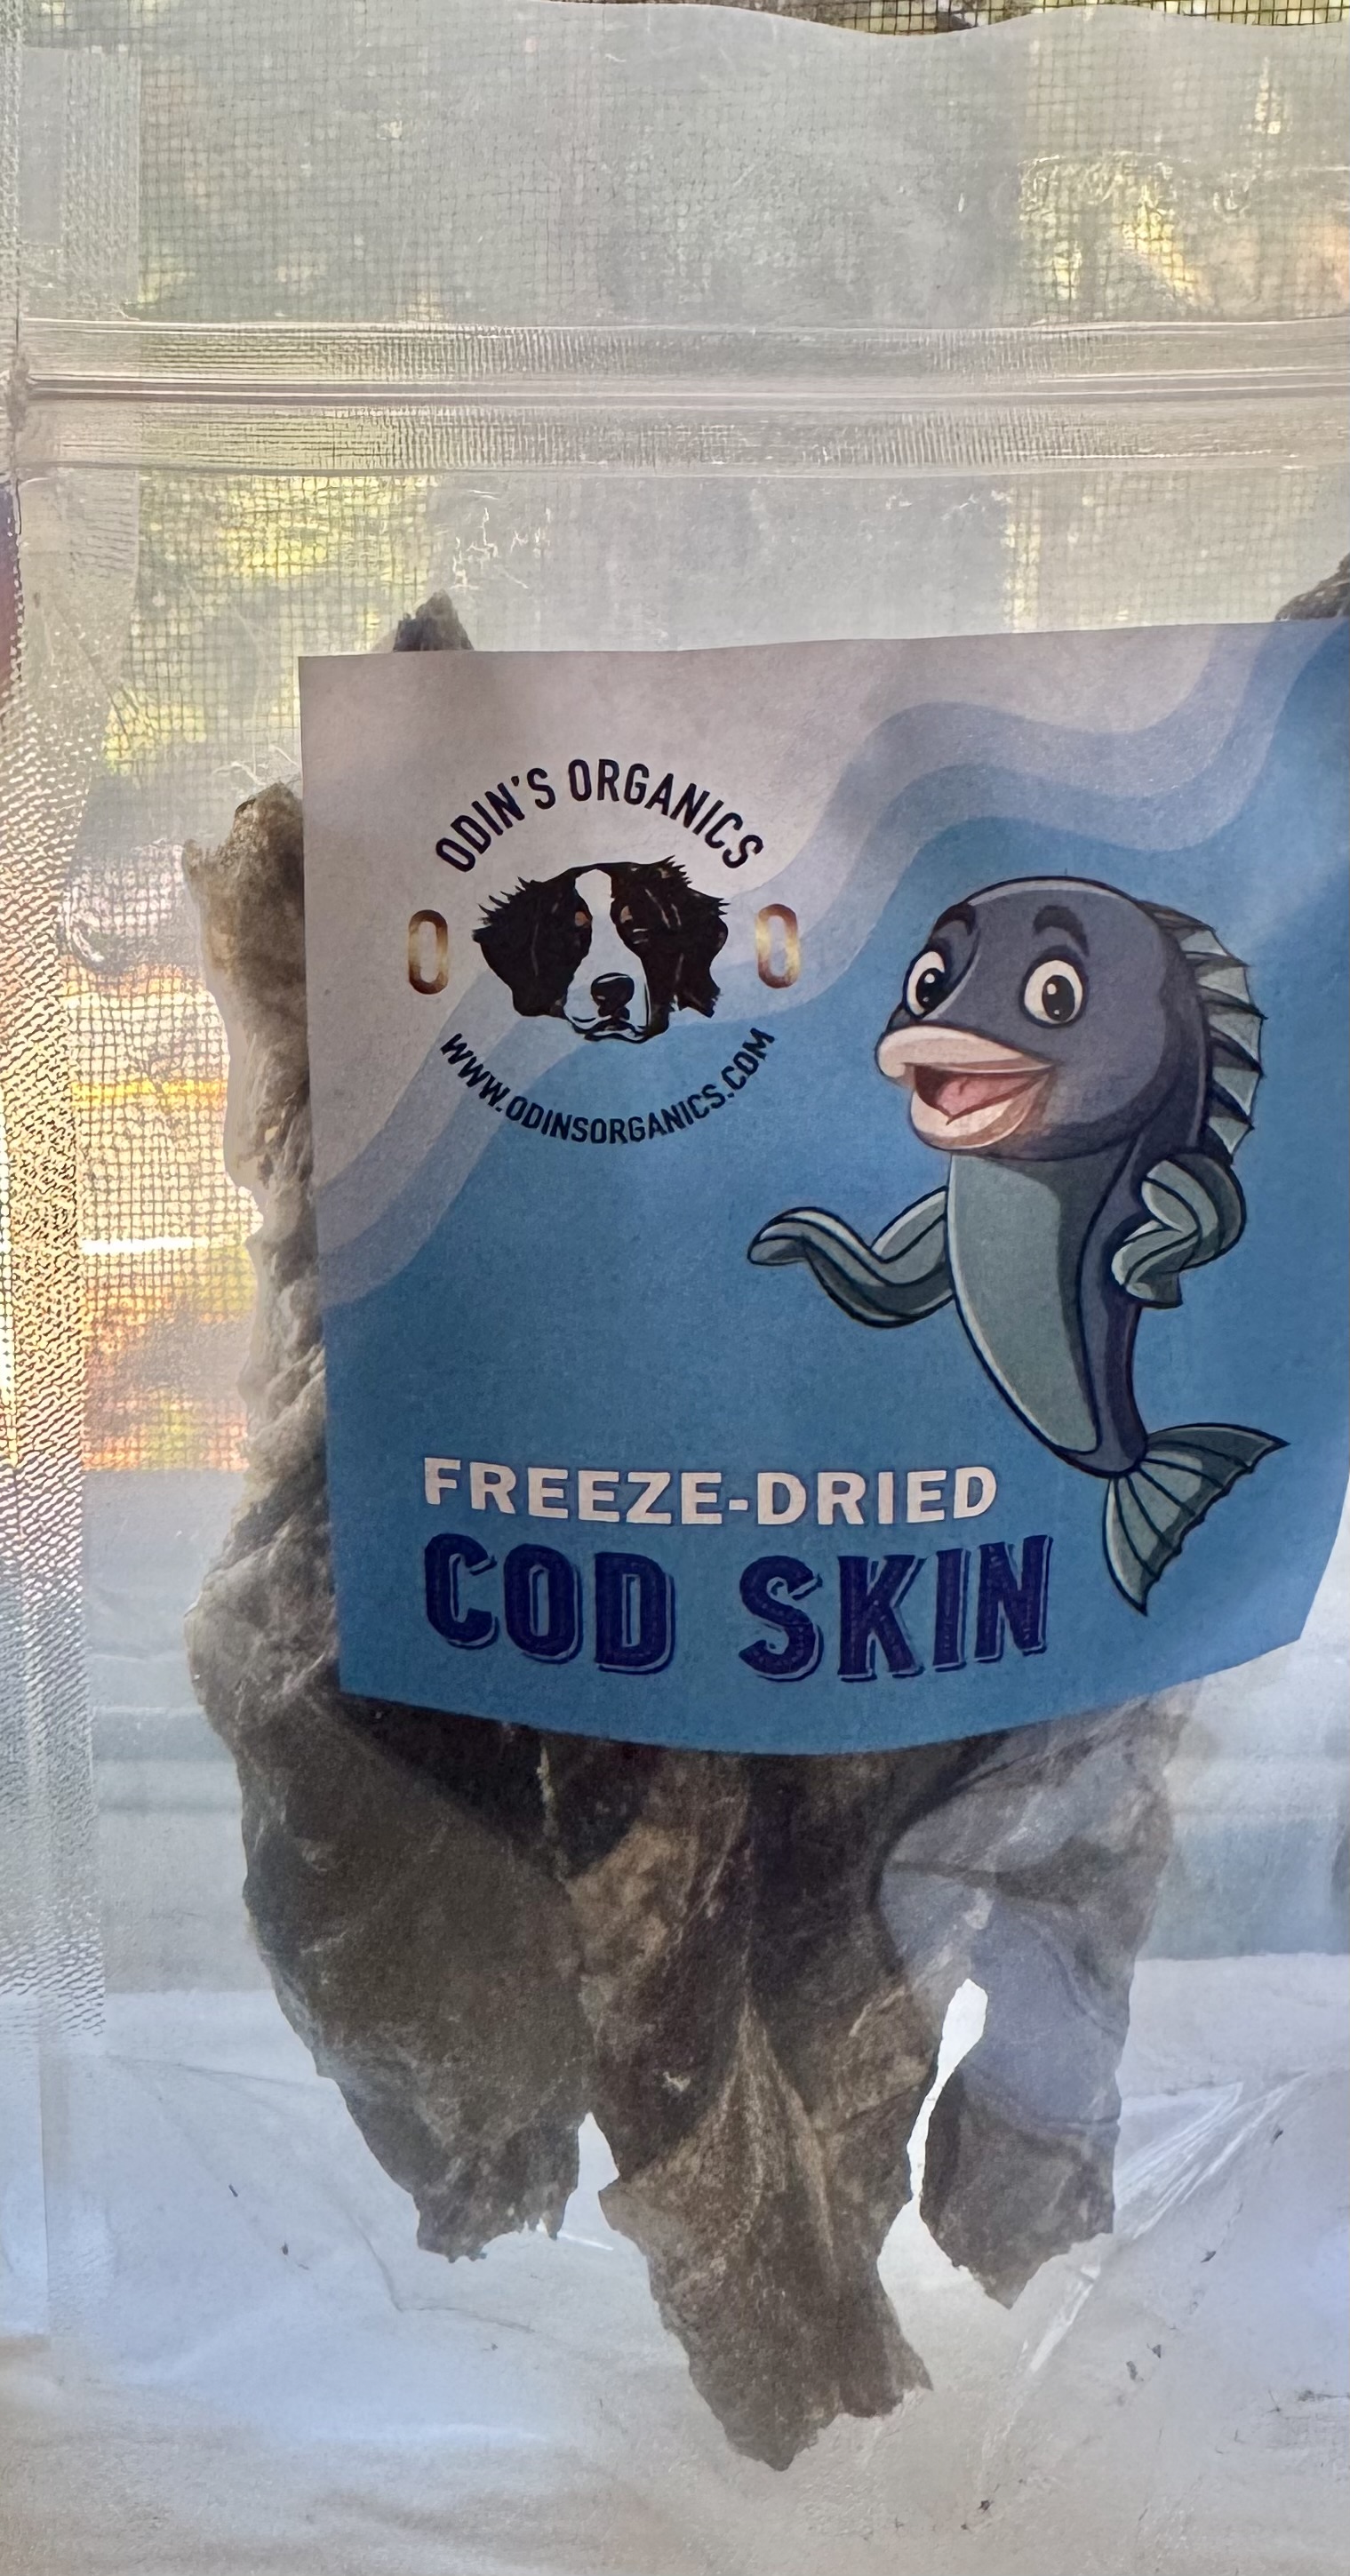 ODIN'S ORGANICS
O O
WWW.ODINSORGANICS.COM
FREEZE-DRIED
COD SKIN